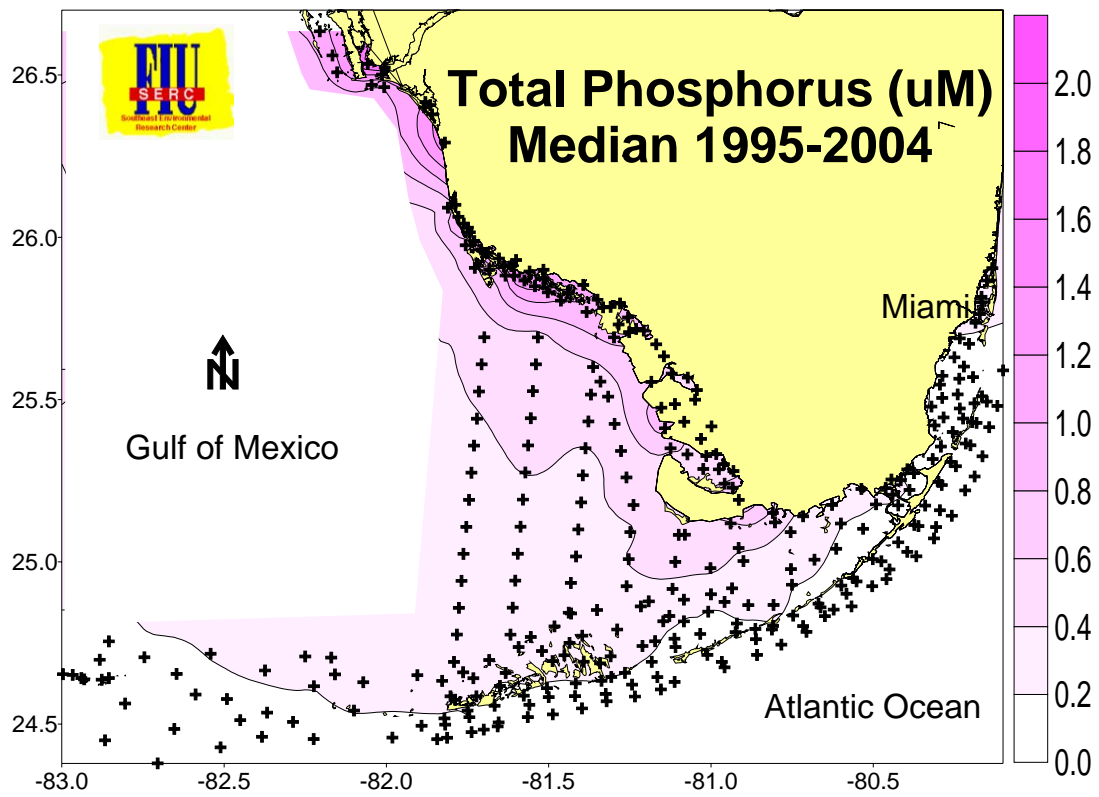 FIU
SERC
Southeast Environmental
Research Center
Total Phosphorus (uM)
Median 1995-2004
Miami
N
Gulf of Mexico
Atlantic Ocean
26.5
26.0
25.5
25.0
24.5
-83.0
-82.5
-82.0
-81.5
-81.0
-80.5
2.0
1.8
1.6
1.4
1.2
1.0
0.8
0.6
0.4
0.2
0.0